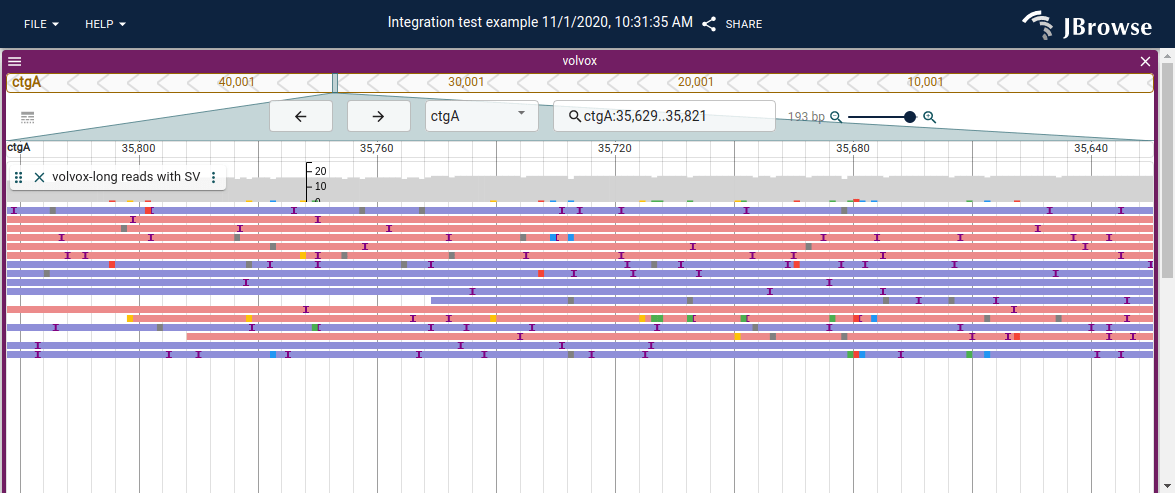 FILE HELP Integration test example 11/1/2020, 10:31:35 AM SHARE JBrowse
volvox
ctgA 40,001 30,001 20,001 10,001
ctgA ctgA:35,629..35,821 193 bp
ctgA 35,800 35,760 35,720 35,680 35,640
20
volvox-long reads with SV
10
0